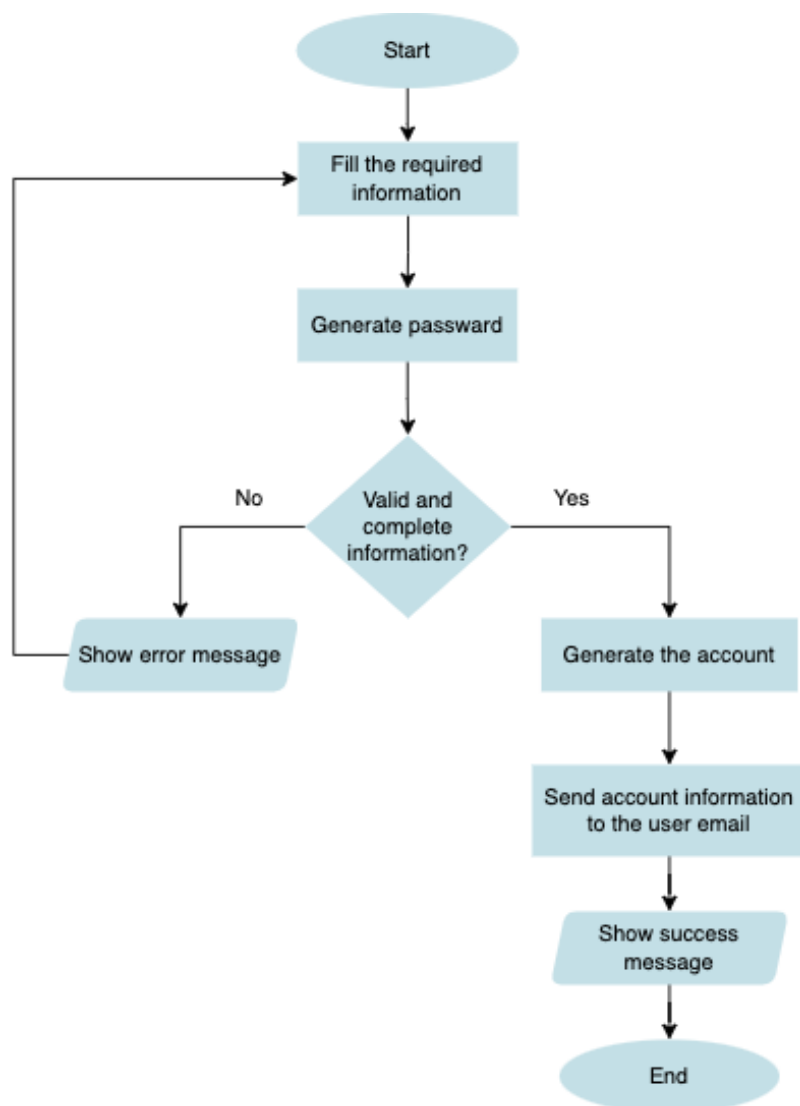 Start
Fill the required
information
Generate passward
No
Valid and
complete
information?
Yes
Show error message
Generate the account
Send account information
to the user email
Show success
message
End